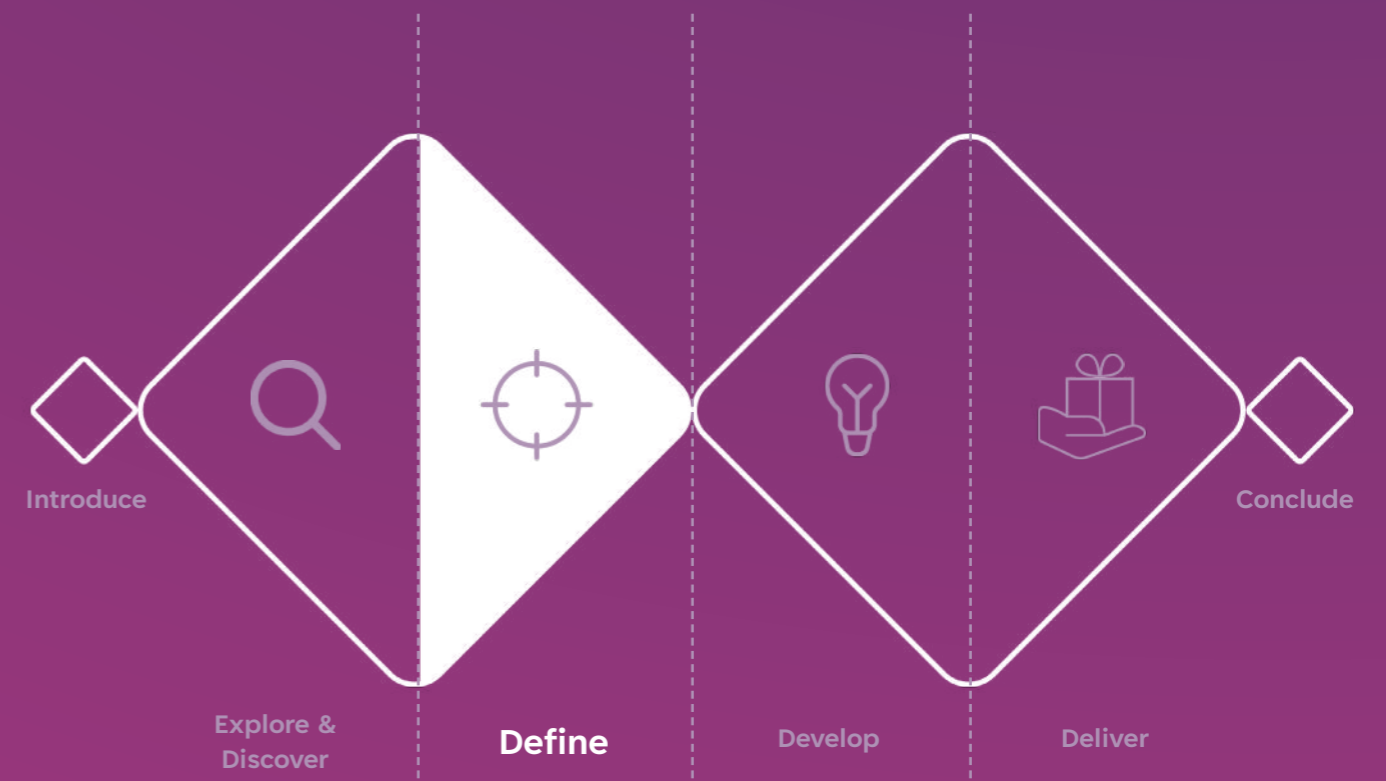 Introduce
Explore &
Discover
Define
Develop
Deliver
Conclude